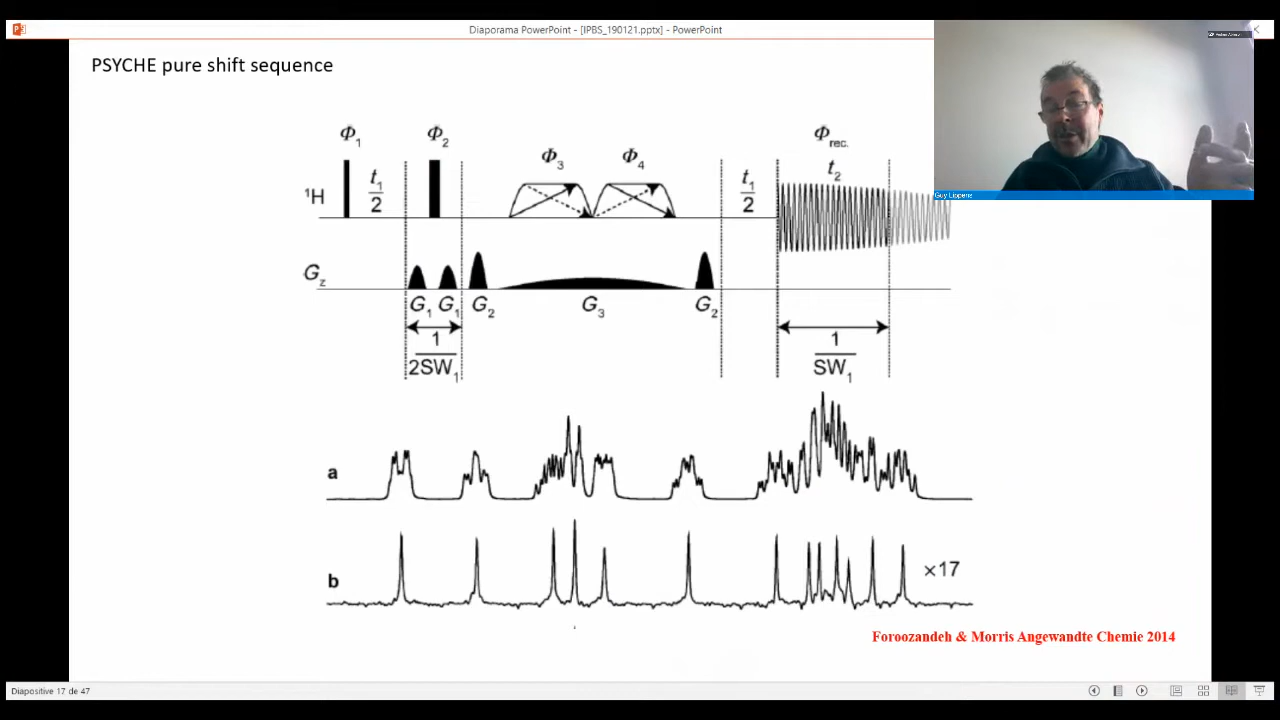 Diaporama PowerPoint - [IPBS_190121.pptx] - PowerPoint
PSYCHE pure shift sequence
Φ1 Φ2 Φ3 Φ4 Φrec.
¹H t1/2 t1/2 t2
Gz
G1 G1 G2 G3 G2
1/2SW1 1/SW1
a
b ×17
Foroozandeh & Morris Angewandte Chemie 2014
Guy Lippens
Diapositive 17 de 47